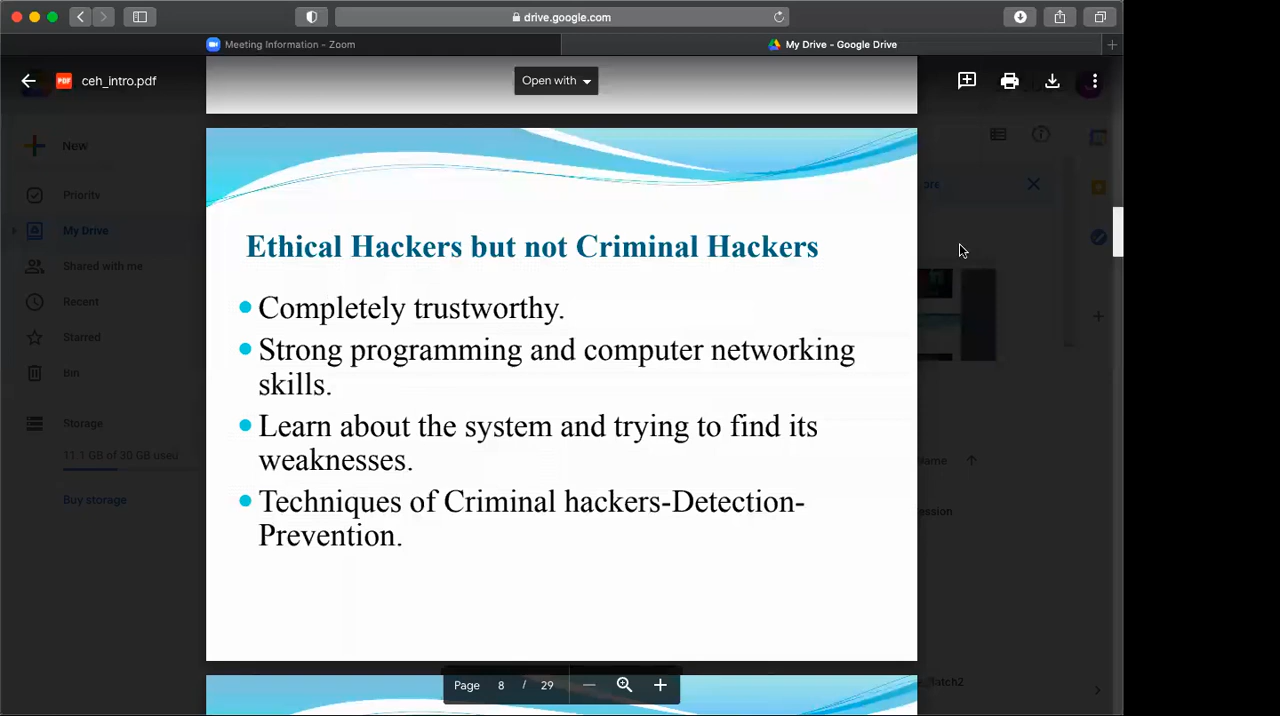 drive.google.com
Meeting Information – Zoom
My Drive - Google Drive
PDF
ceh_intro.pdf
Open with
New
Priority
My Drive
Shared with me
Recent
Starred
Bin
Storage
11.1 GB of 30 GB used
Buy storage
Ethical Hackers but not Criminal Hackers
Completely trustworthy.
Strong programming and computer networking
skills.
Learn about the system and trying to find its
weaknesses.
Techniques of Criminal hackers-Detection-
Prevention.
Page 8 / 29